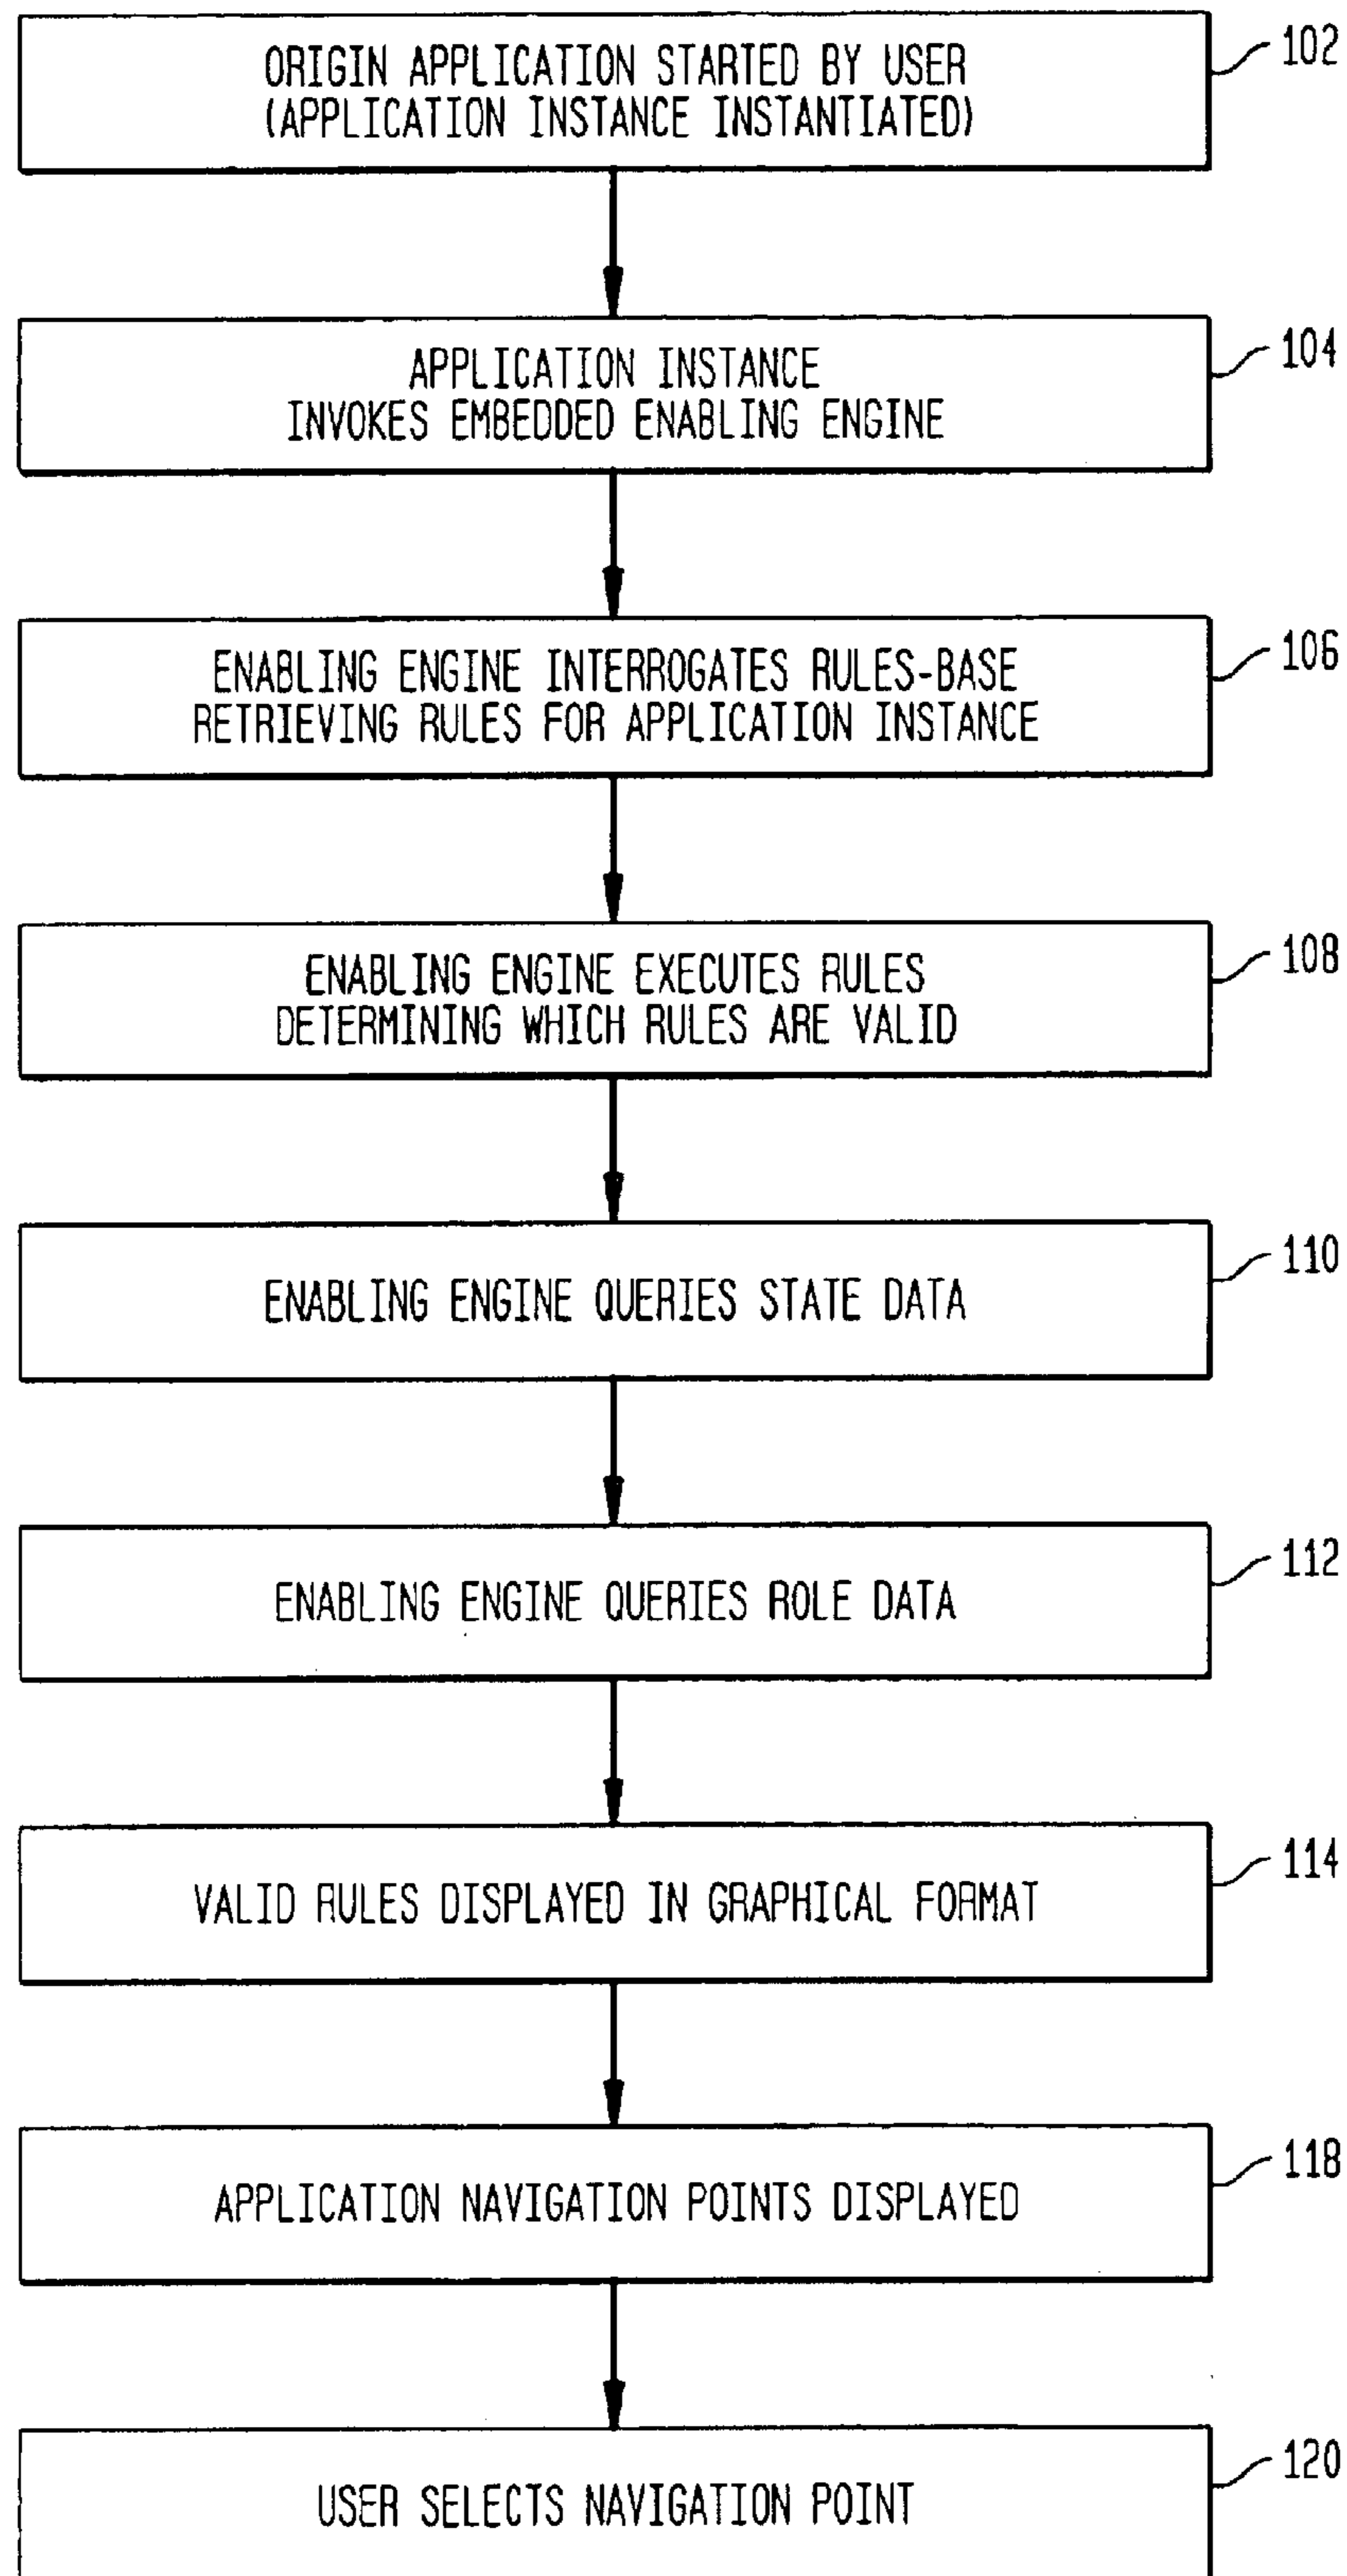 ORIGIN APPLICATION STARTED BY USER
(APPLICATION INSTANCE INSTANTIATED)
102
APPLICATION INSTANCE
INVOKES EMBEDDED ENABLING ENGINE
104
ENABLING ENGINE INTERROGATES RULES-BASE
RETRIEVING RULES FOR APPLICATION INSTANCE
106
ENABLING ENGINE EXECUTES RULES
DETERMINING WHICH RULES ARE VALID
108
ENABLING ENGINE QUERIES STATE DATA
110
ENABLING ENGINE QUERIES ROLE DATA
112
VALID RULES DISPLAYED IN GRAPHICAL FORMAT
114
APPLICATION NAVIGATION POINTS DISPLAYED
118
USER SELECTS NAVIGATION POINT
120